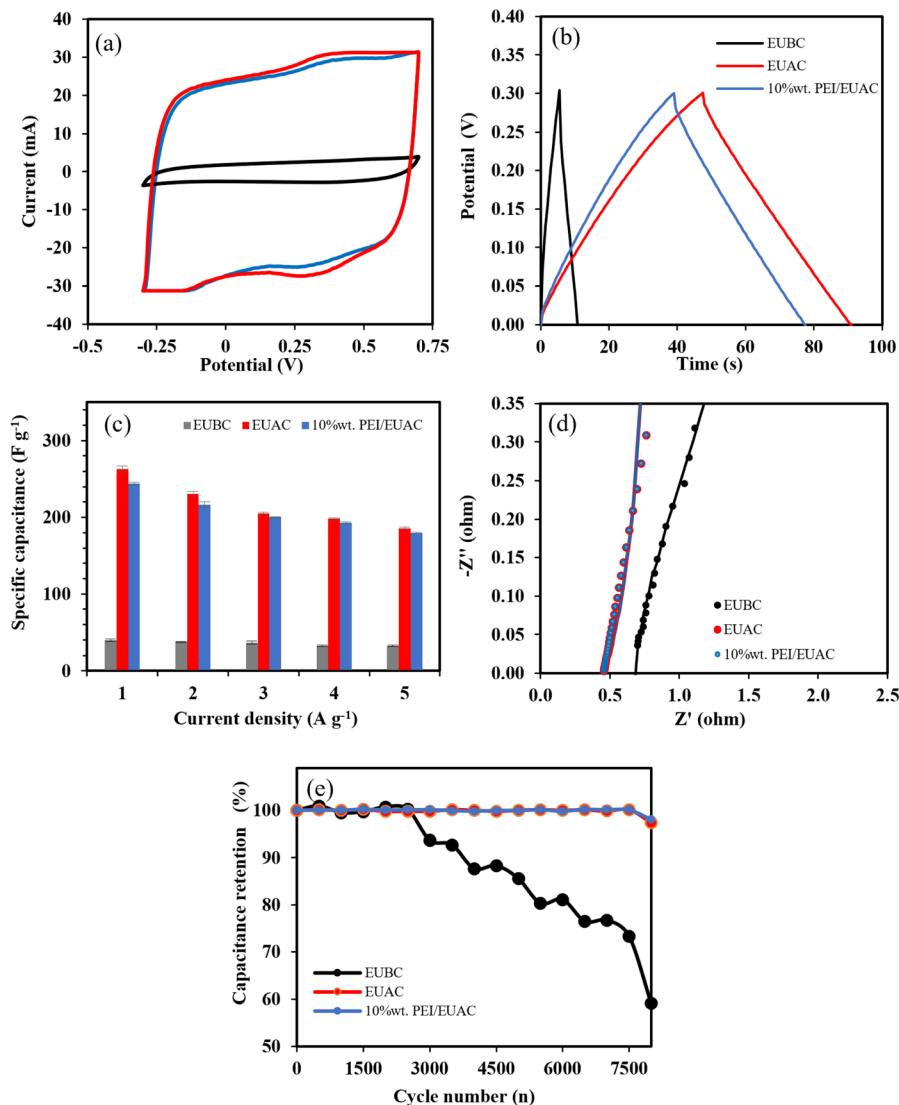 (a)
40
30
20
10
0
-10
-20
-30
-40
Current (mA)
-0.5 -0.25 0 0.25 0.5 0.75
Potential (V)
(b)
EUBC
EUAC
10%wt. PEI/EUAC
0.40
0.35
0.30
0.25
0.20
0.15
0.10
0.05
0.00
Potential (V)
0 20 40 60 80 100
Time (s)
(c)
EUBC EUAC 10%wt. PEI/EUAC
300
200
100
0
Specific capacitance (F g⁻¹)
1 2 3 4 5
Current density (A g⁻¹)
(d)
0.35
0.30
0.25
0.20
0.15
0.10
0.05
0.00
-Z'' (ohm)
EUBC
EUAC
10%wt. PEI/EUAC
0.0 0.5 1.0 1.5 2.0 2.5
Z' (ohm)
(e)
100
90
80
70
60
50
Capacitance retention (%)
EUBC
EUAC
10%wt. PEI/EUAC
0 1500 3000 4500 6000 7500
Cycle number (n)